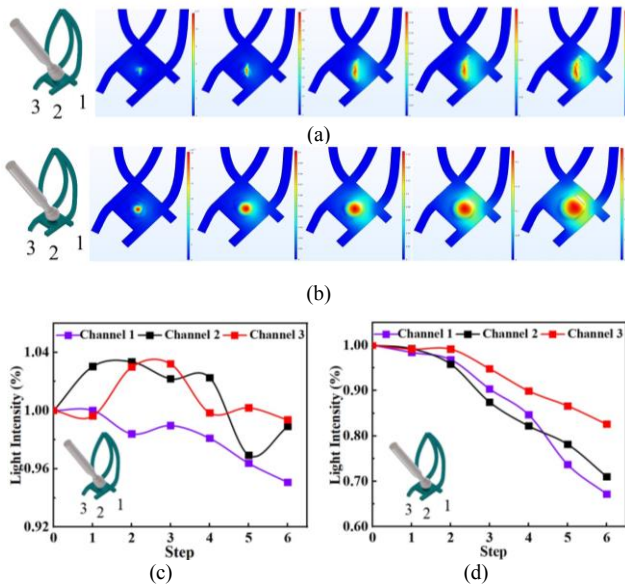 3 2 1
(a)
3 2 1
(b)
Channel 1 Channel 2 Channel 3
Light Intensity (%)
1.04
1.00
0.96
0.92
3 2 1
0 1 2 3 4 5 6
Step
(c)
Channel 1 Channel 2 Channel 3
Light Intensity (%)
1.00
0.90
0.80
0.70
0.60
3 2 1
0 1 2 3 4 5 6
Step
(d)